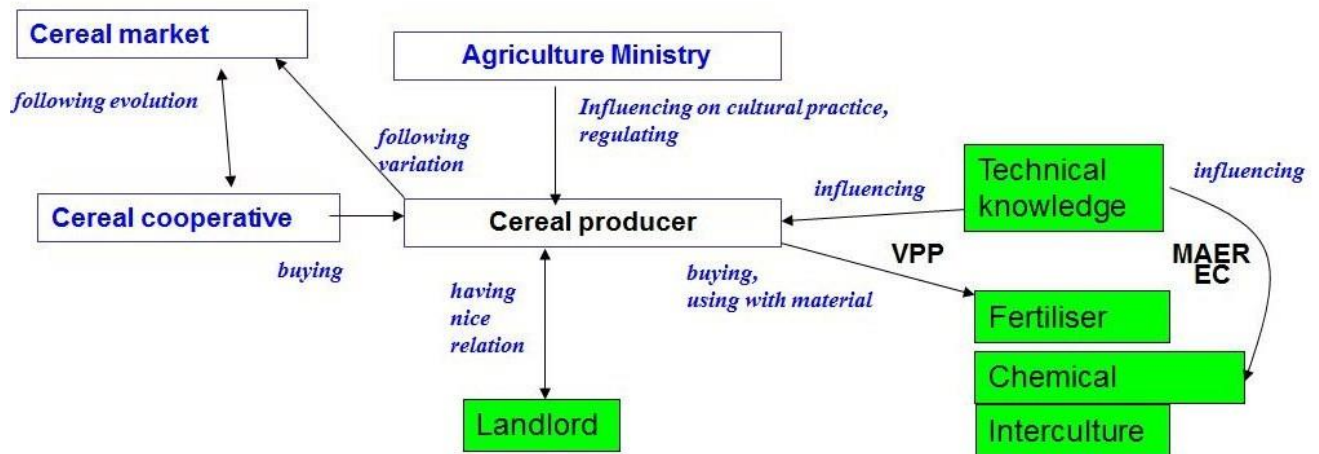 Cereal market
Agriculture Ministry
following evolution
Influencing on cultural practice,
regulating
following
variation
Technical
knowledge
influencing
influencing
Cereal cooperative
Cereal producer
VPP
MAER
EC
buying
having
nice
relation
buying,
using with material
Fertiliser
Chemical
Landlord
Interculture